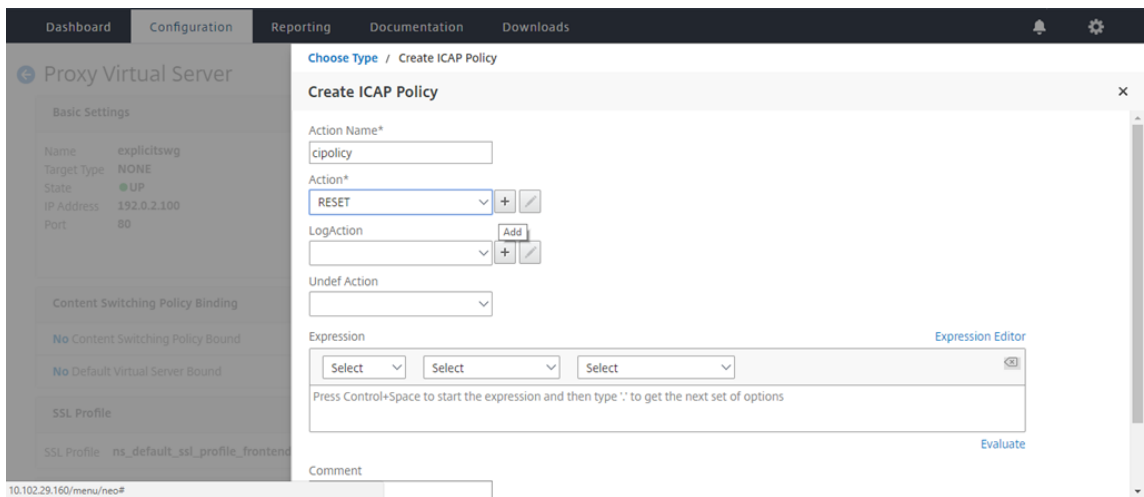 Dashboard Configuration Reporting Documentation Downloads
Proxy Virtual Server
Basic Settings
Name explicitswg
Target Type NONE
State UP
IP Address 192.0.2.100
Port 80
Content Switching Policy Binding
No Content Switching Policy Bound
No Default Virtual Server Bound
SSL Profile
SSL Profile ns_default_ssl_profile_frontend
10.102.29.160/menu/neo#
Choose Type / Create ICAP Policy
Create ICAP Policy
Action Name*
cipolicy
Action*
RESET
Add
LogAction
Undef Action
Expression
Expression Editor
Select Select Select
Press Control+Space to start the expression and then type '.' to get the next set of options
Evaluate
Comment